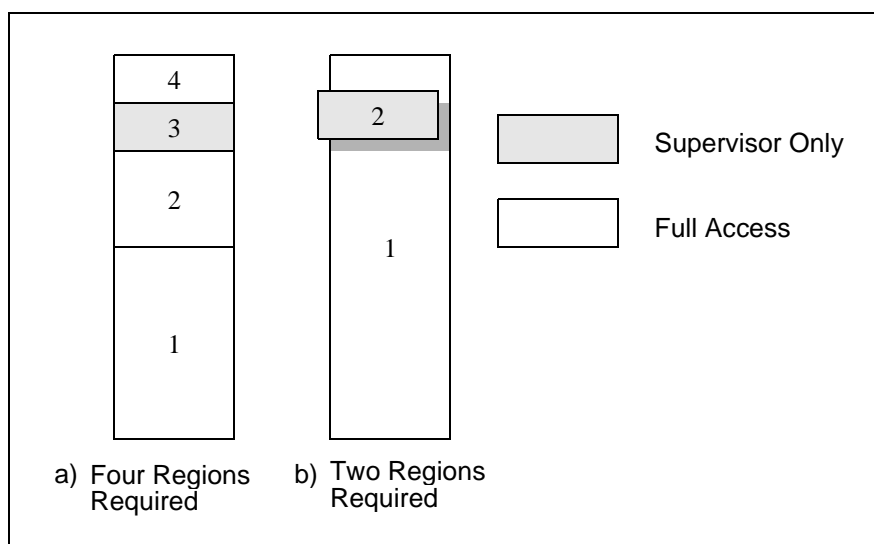 4
3
2
1
2
1
Supervisor Only
Full Access
a) Four Regions
Required
b) Two Regions
Required